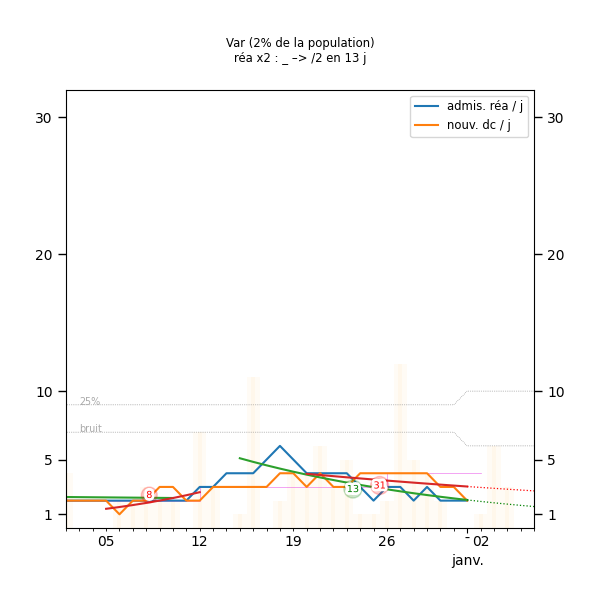 Var (2% de la population)
réa x2 : _ –> /2 en 13 j
admis. réa / j
nouv. dc / j
30 30
20 20
10 10
25%
bruit
5 5
8 13 31
1 1
05 12 19 26 02
janv.